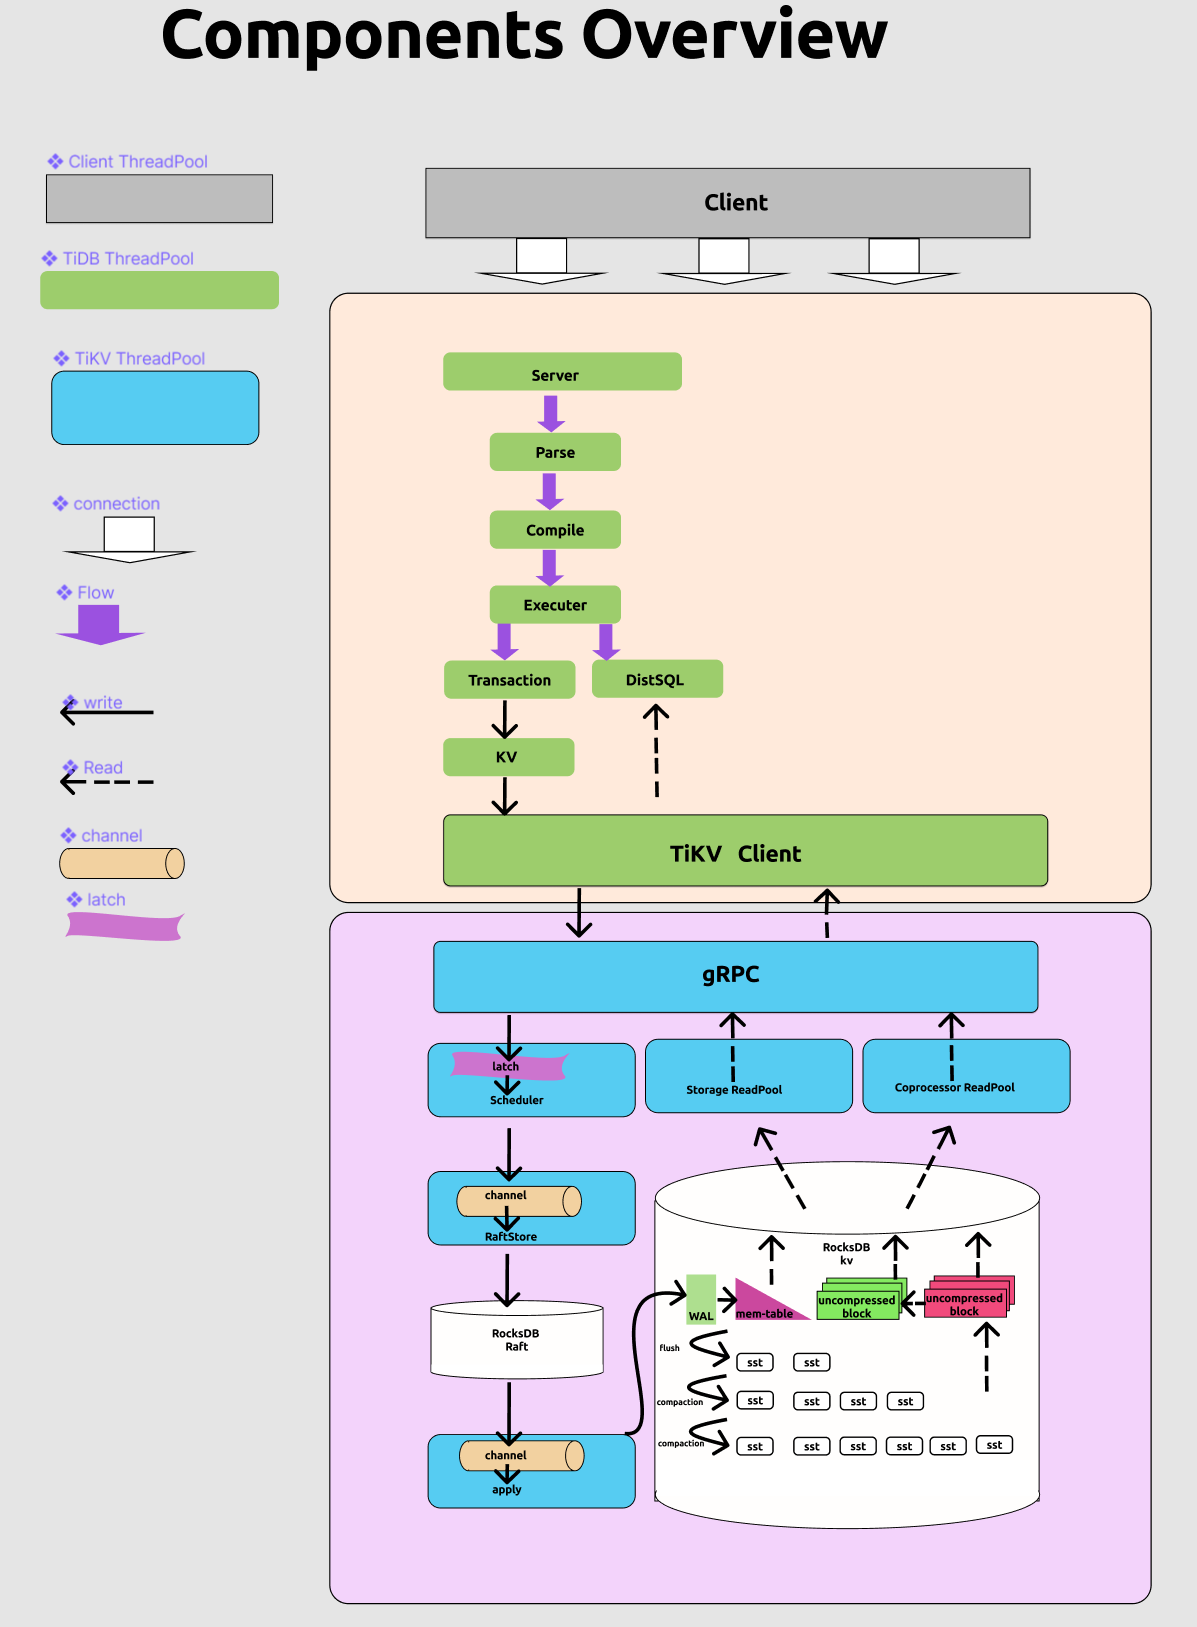 Components Overview
Client ThreadPool
TiDB ThreadPool
TiKV ThreadPool
connection
Flow
write
Read
channel
latch
Client
Server
Parse
Compile
Executer
Transaction
DistSQL
KV
TiKV Client
gRPC
latch
Scheduler
Storage ReadPool
Coprocessor ReadPool
channel
RaftStore
RocksDB
Raft
channel
apply
RocksDB
kv
WAL
mem-table
uncompressed
block
uncompressed
block
flush
sst sst
compaction
sst sst sst sst
compaction
sst sst sst sst sst sst